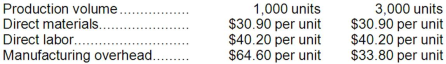 Production volume................. 1,000 units 3,000 units
Direct materials...................... $30.90 per unit $30.90 per unit
Direct labor............................. $40.20 per unit $40.20 per unit
Manufacturing overhead......... $64.60 per unit $33.80 per unit